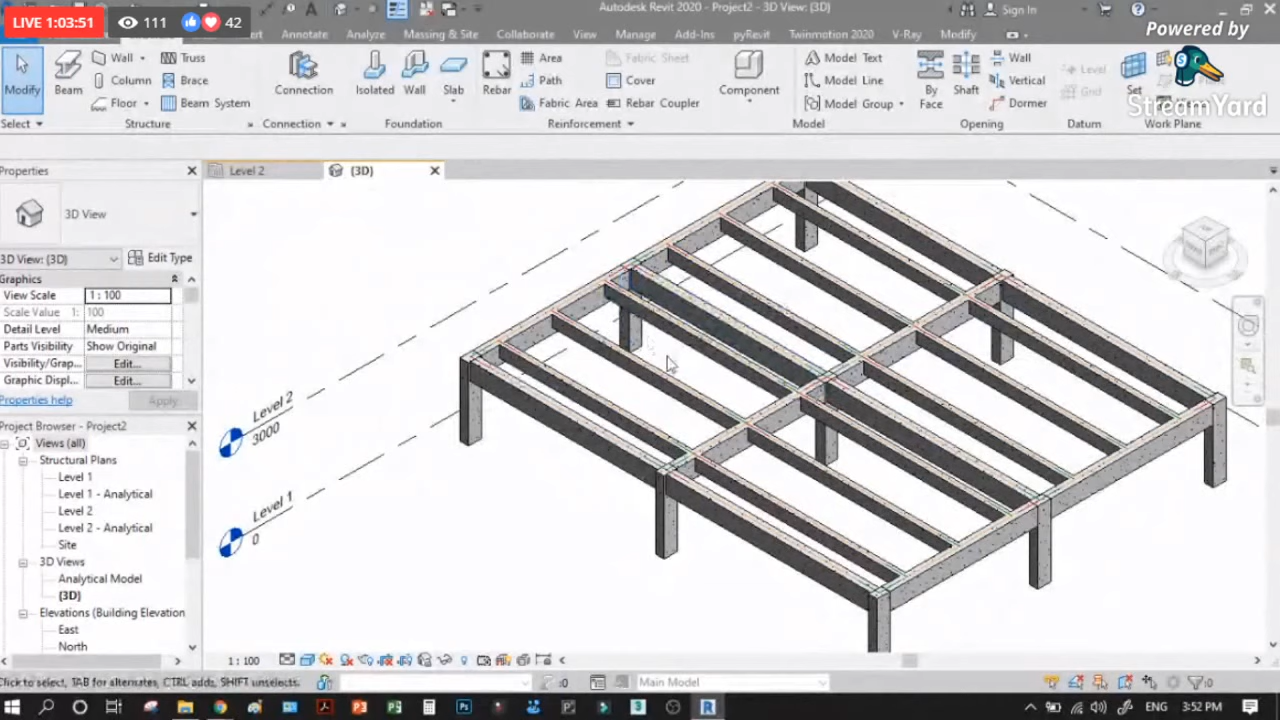 LIVE 1:03:51
111
42
Autodesk Revit 2020 - Project2 - 3D View: {3D}
Sign In
Powered by
StreamYard
Annotate
Analyze
Massing & Site
Collaborate
View
Manage
Add-Ins
pyRevit
Twinmotion 2020
V-Ray
Modify
Modify
Beam
Wall
Column
Floor
Truss
Brace
Beam System
Connection
Isolated
Wall
Slab
Rebar
Area
Path
Fabric Area
Fabric Sheet
Cover
Rebar Coupler
Component
Model Text
Model Line
Model Group
By
Face
Shaft
Wall
Vertical
Dormer
Level
Grid
Set
Select
Structure
Connection
Foundation
Reinforcement
Model
Opening
Datum
Work Plane
Properties
Level 2
{3D}
3D View
3D View: {3D}
Edit Type
Graphics
View Scale
1 : 100
Scale Value 1:
100
Detail Level
Medium
Parts Visibility
Show Original
Visibility/Grap...
Edit...
Graphic Displ...
Edit...
Properties help
Apply
Project Browser - Project2
Views (all)
Structural Plans
Level 1
Level 1 - Analytical
Level 2
Level 2 - Analytical
Site
3D Views
Analytical Model
{3D}
Elevations (Building Elevation
East
North
Level 2
3000
Level 1
0
1 : 100
Click to select, TAB for alternates, CTRL adds, SHIFT unselects.
:0
Main Model
:0
ENG
3:52 PM